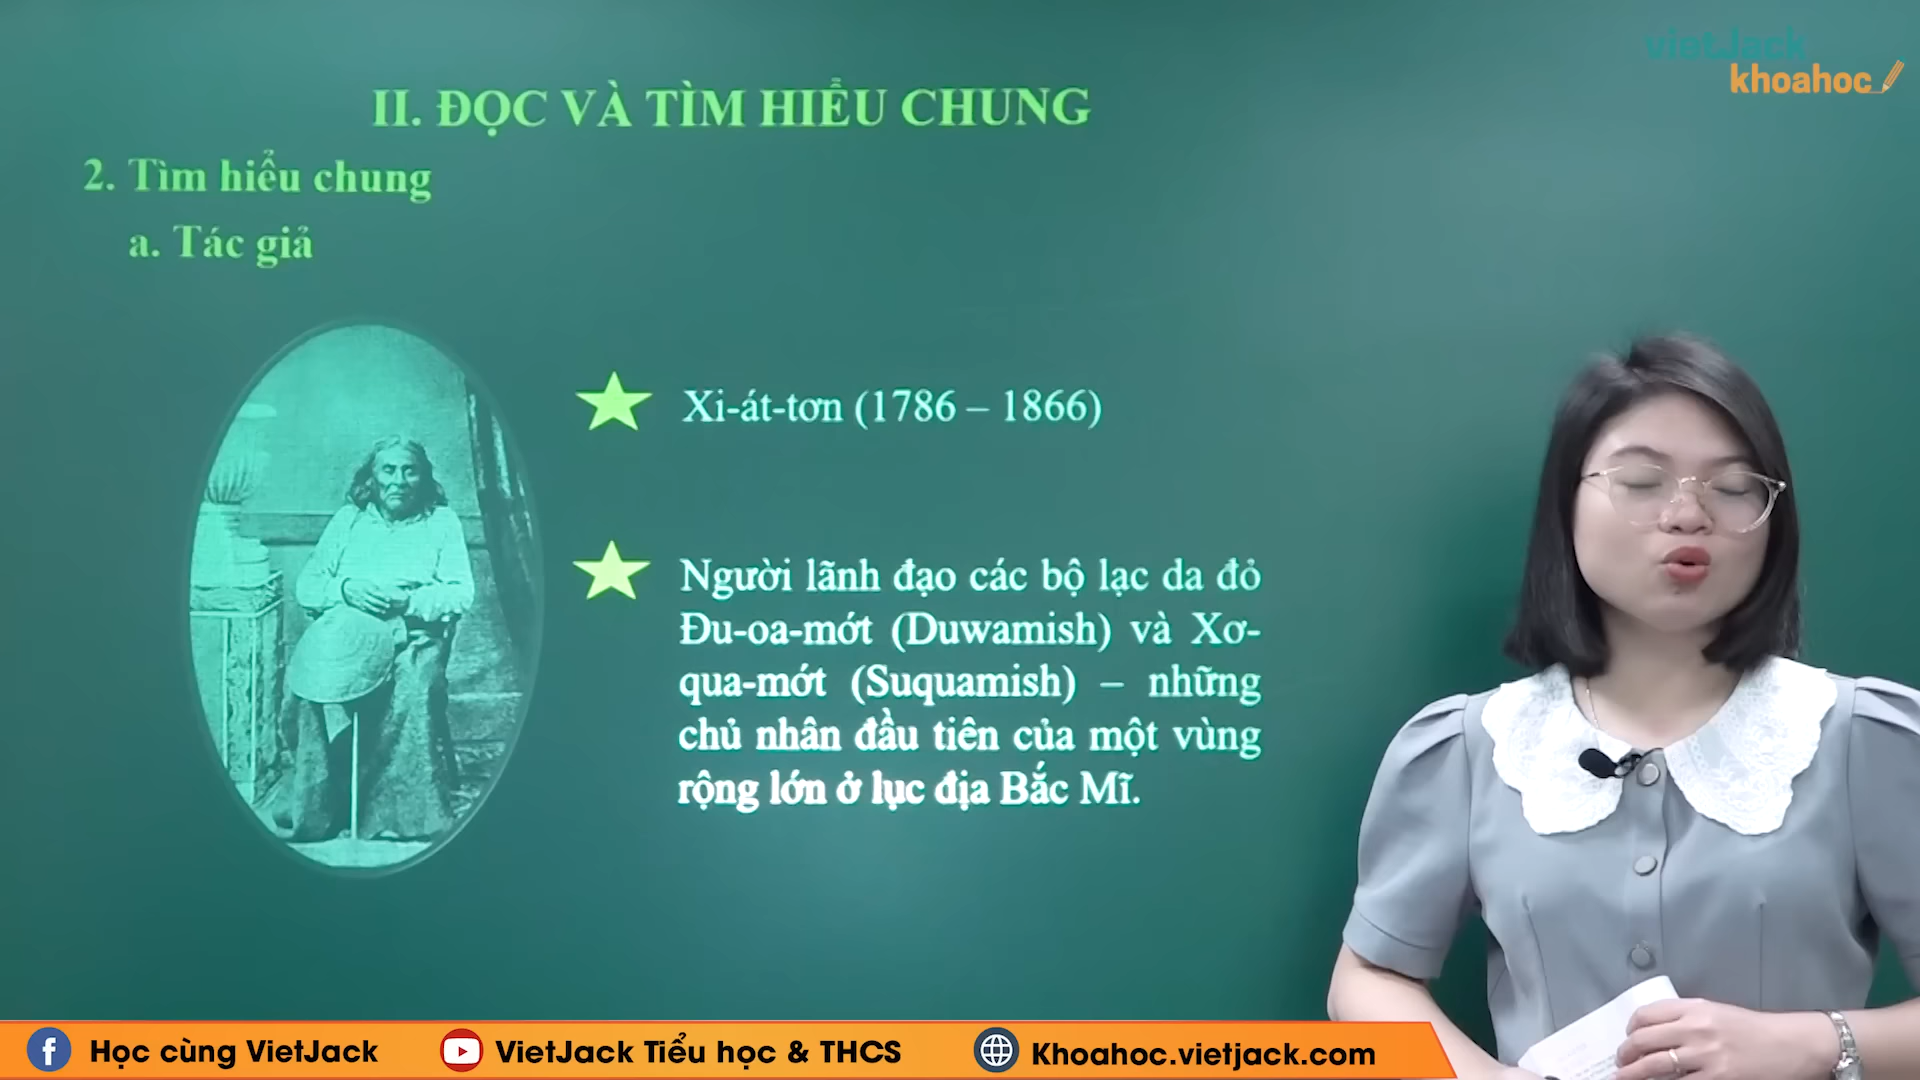 vietJack
khoahoc
II. ĐỌC VÀ TÌM HIỂU CHUNG
2. Tìm hiểu chung
a. Tác giả
Xi-át-tơn (1786 – 1866)
Người lãnh đạo các bộ lạc da đỏ
Đu-oa-mớt (Duwamish) và Xơ-
qua-mớt (Suquamish) – những
chủ nhân đầu tiên của một vùng
rộng lớn ở lục địa Bắc Mĩ.
Học cùng VietJack
VietJack Tiểu học & THCS
Khoahoc.vietjack.com